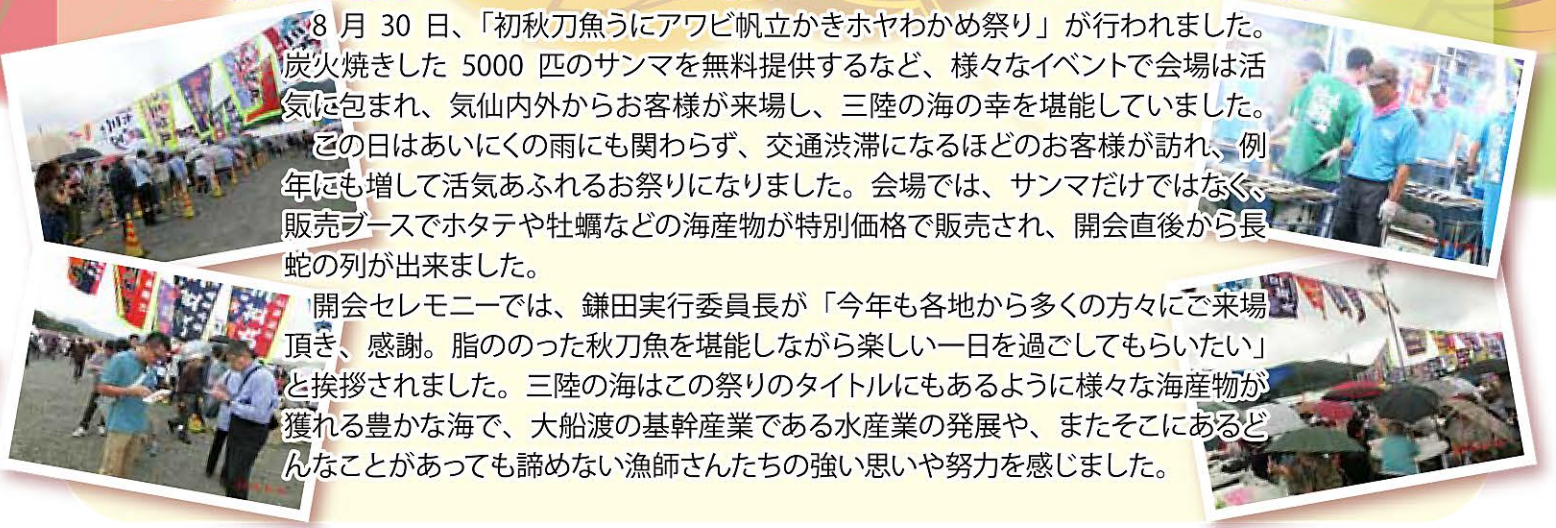 8 月 30 日、「初秋刀魚うにアワビ帆立かきホヤわかめ祭り」が行われました。
炭火焼きした 5000 匹のサンマを無料提供するなど、様々なイベントで会場は活
気に包まれ、気仙内外からお客様が来場し、三陸の海の幸を堪能していました。
この日はあいにくの雨にも関わらず、交通渋滞になるほどのお客様が訪れ、例
年にも増して活気あふれるお祭りになりました。会場では、サンマだけではなく、
販売ブースでホタテや牡蠣などの海産物が特別価格で販売され、開会直後から長
蛇の列が出来ました。
開会セレモニーでは、鎌田実行委員長が「今年も各地から多くの方々にご来場
頂き、感謝。脂ののった秋刀魚を堪能しながら楽しい一日を過ごしてもらいたい」
と挨拶されました。三陸の海はこの祭りのタイトルにもあるように様々な海産物が
獲れる豊かな海で、大船渡の基幹産業である水産業の発展や、またそこにあるど
んなことがあっても諦めない漁師さんたちの強い思いや努力を感じました。